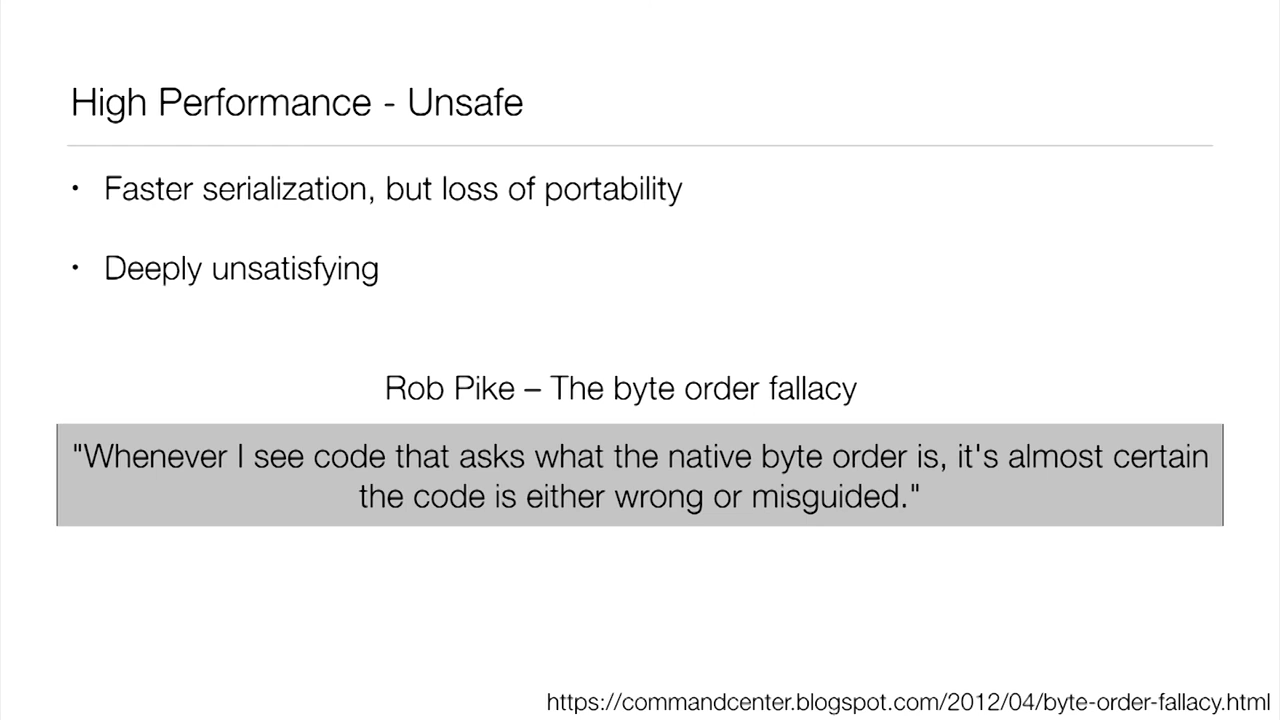 High Performance - Unsafe
• Faster serialization, but loss of portability
• Deeply unsatisfying
Rob Pike – The byte order fallacy
"Whenever I see code that asks what the native byte order is, it's almost certain
the code is either wrong or misguided."
https://commandcenter.blogspot.com/2012/04/byte-order-fallacy.html